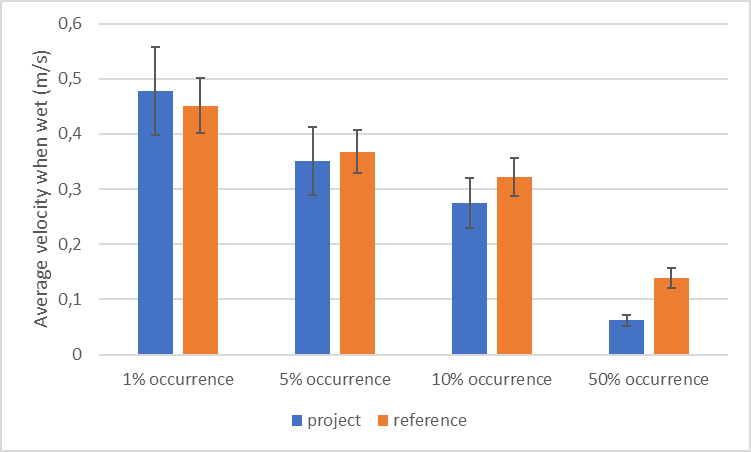 Average velocity when wet (m/s)
0,6
0,5
0,4
0,3
0,2
0,1
0
1% occurrence
5% occurrence
10% occurrence
50% occurrence
project
reference